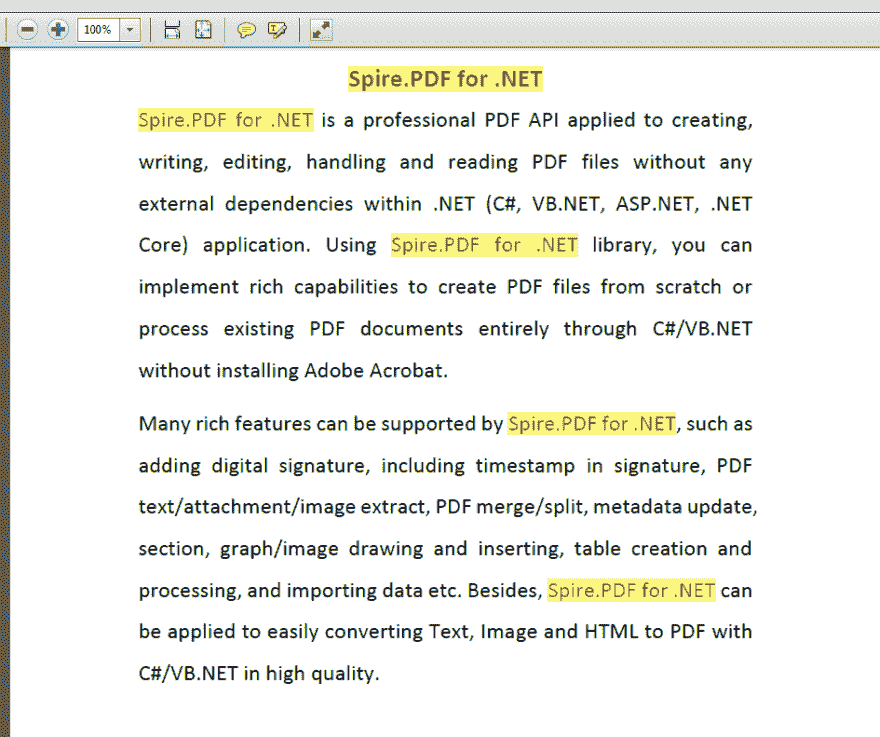 100%
Spire.PDF for .NET
Spire.PDF for .NET is a professional PDF API applied to creating,
writing, editing, handling and reading PDF files without any
external dependencies within .NET (C#, VB.NET, ASP.NET, .NET
Core) application. Using Spire.PDF for .NET library, you can
implement rich capabilities to create PDF files from scratch or
process existing PDF documents entirely through C#/VB.NET
without installing Adobe Acrobat.
Many rich features can be supported by Spire.PDF for .NET, such as
adding digital signature, including timestamp in signature, PDF
text/attachment/image extract, PDF merge/split, metadata update,
section, graph/image drawing and inserting, table creation and
processing, and importing data etc. Besides, Spire.PDF for .NET can
be applied to easily converting Text, Image and HTML to PDF with
C#/VB.NET in high quality.